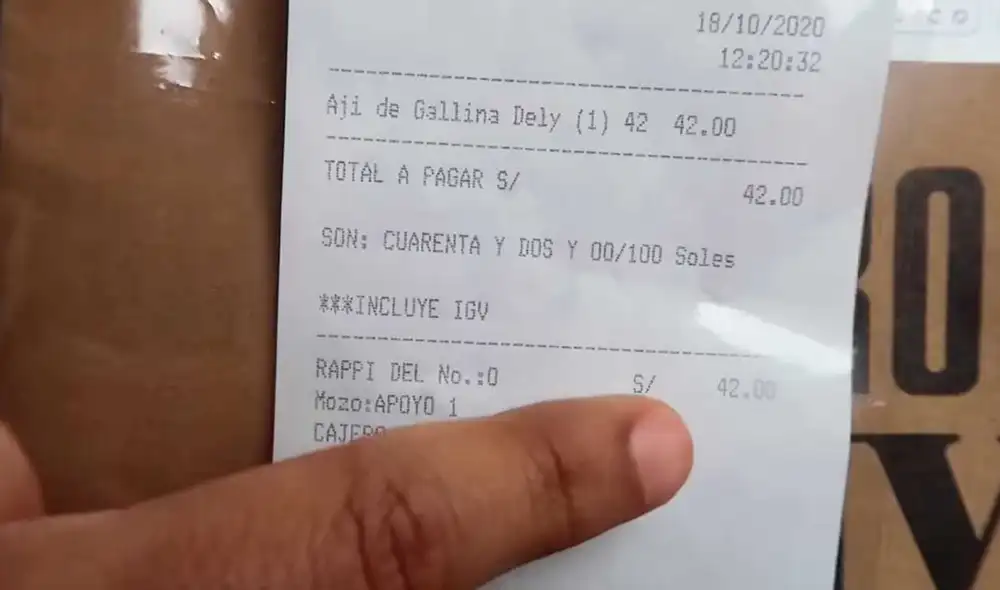 18/10/2020
12:20:32
Aji de Gallina Dely (1) 42 42.00
TOTAL A PAGAR S/ 42.00
SON: CUARENTA Y DOS Y 00/100 Soles
***INCLUYE IGV
RAPPI DEL No.:0 S/ 42.00
Mozo:APOYO 1
CAJERO